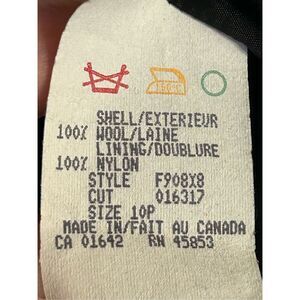 SHELL/EXTERIEUR
100% WOOL/LAINE
LINING/DOUBLURE
100% NYLON
STYLE F908X8
CUT 016317
SIZE 10P
MADE IN/FAIT AU CANADA
CA 01642 RN 45853